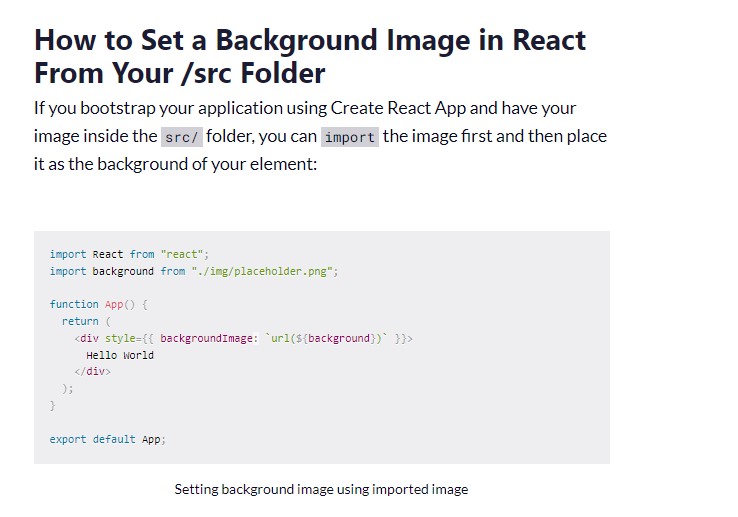 How to Set a Background Image in React
From Your /src Folder
If you bootstrap your application using Create React App and have your
image inside the src/ folder, you can import the image first and then place
it as the background of your element:
import React from "react";
import background from "./img/placeholder.png";
function App() {
return (
<div style={{ backgroundImage: `url(${background})` }}>
Hello World
</div>
);
}
export default App;
Setting background image using imported image